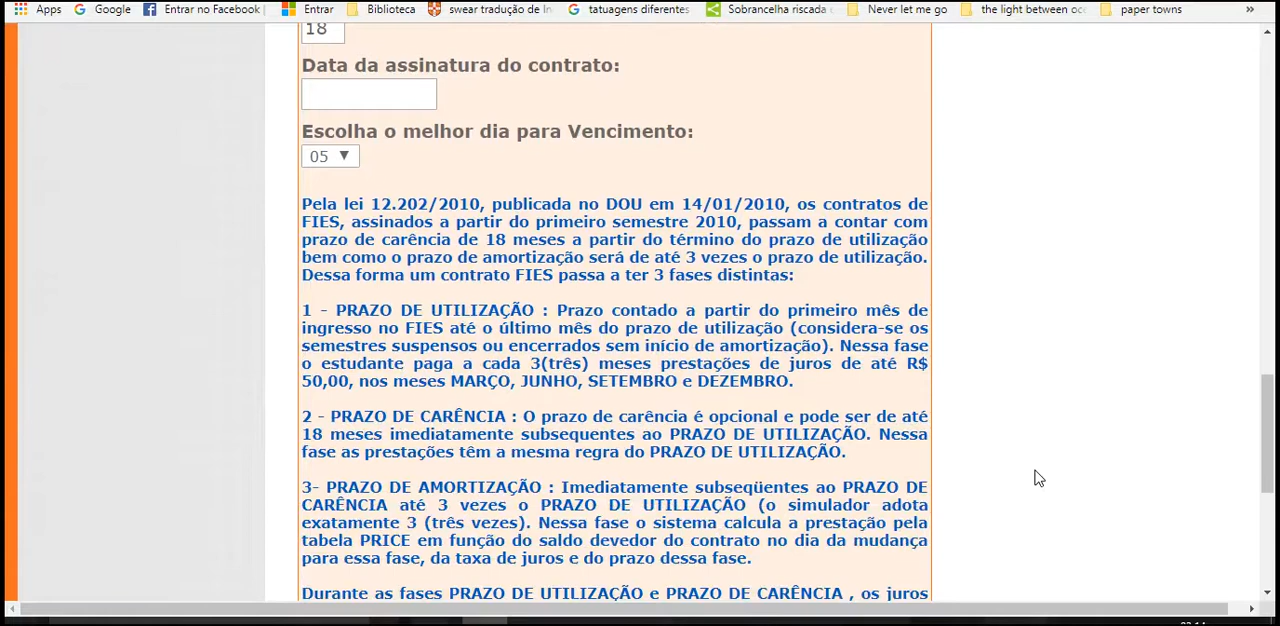 Apps Google Entrar no Facebook Entrar Biblioteca swear tradução de In tatuagens diferentes Sobrancelha riscada Never let me go the light between oce paper towns »
18
Data da assinatura do contrato:
Escolha o melhor dia para Vencimento:
05
Pela lei 12.202/2010, publicada no DOU em 14/01/2010, os contratos de
FIES, assinados a partir do primeiro semestre 2010, passam a contar com
prazo de carência de 18 meses a partir do término do prazo de utilização
bem como o prazo de amortização será de até 3 vezes o prazo de utilização.
Dessa forma um contrato FIES passa a ter 3 fases distintas:
1 - PRAZO DE UTILIZAÇÃO : Prazo contado a partir do primeiro mês de
ingresso no FIES até o último mês do prazo de utilização (considera-se os
semestres suspensos ou encerrados sem início de amortização). Nessa fase
o estudante paga a cada 3(três) meses prestações de juros de até R$
50,00, nos meses MARÇO, JUNHO, SETEMBRO e DEZEMBRO.
2 - PRAZO DE CARÊNCIA : O prazo de carência é opcional e pode ser de até
18 meses imediatamente subsequentes ao PRAZO DE UTILIZAÇÃO. Nessa
fase as prestações têm a mesma regra do PRAZO DE UTILIZAÇÃO.
3- PRAZO DE AMORTIZAÇÃO : Imediatamente subseqüentes ao PRAZO DE
CARÊNCIA até 3 vezes o PRAZO DE UTILIZAÇÃO (o simulador adota
exatamente 3 (três vezes). Nessa fase o sistema calcula a prestação pela
tabela PRICE em função do saldo devedor do contrato no dia da mudança
para essa fase, da taxa de juros e do prazo dessa fase.
Durante as fases PRAZO DE UTILIZAÇÃO e PRAZO DE CARÊNCIA , os juros